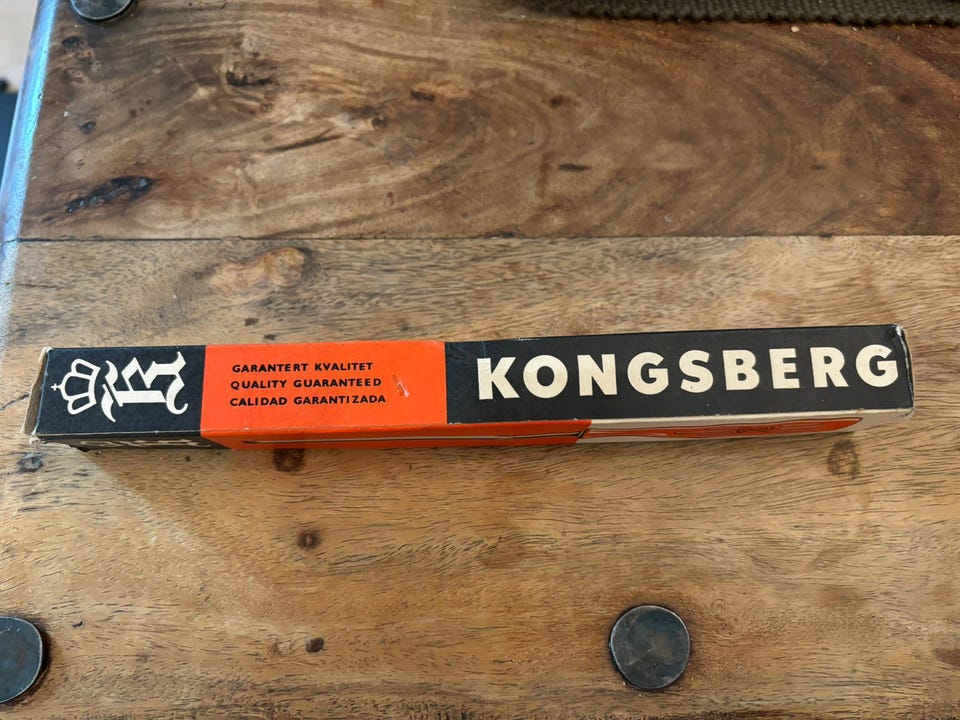 K
GARANTERT KVALITET
QUALITY GUARANTEED
CALIDAD GARANTIZADA
KONGSBERG